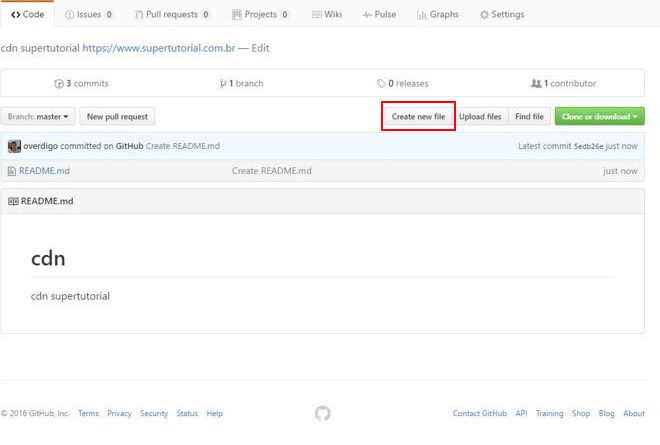 Code Issues 0 Pull requests 0 Projects 0 Wiki Pulse Graphs Settings
cdn supertutorial https://www.supertutorial.com.br — Edit
3 commits 1 branch 0 releases 1 contributor
Branch: master New pull request Create new file Upload files Find file Clone or download
overdigo committed on GitHub Create README.md Latest commit 5edb26e just now
README.md Create README.md just now
README.md
cdn
cdn supertutorial
© 2016 GitHub, Inc. Terms Privacy Security Status Help Contact GitHub API Training Shop Blog About